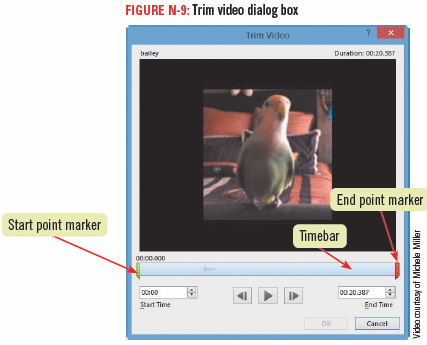 FIGURE N-9: Trim video dialog box
Trim Video
? x
bailey Duration: 00:20.387
End point marker
Start point marker
Timebar
00:00.000
00:00 00:20.387
Start Time End Time
OK Cancel
Video courtesy of Michele Miller